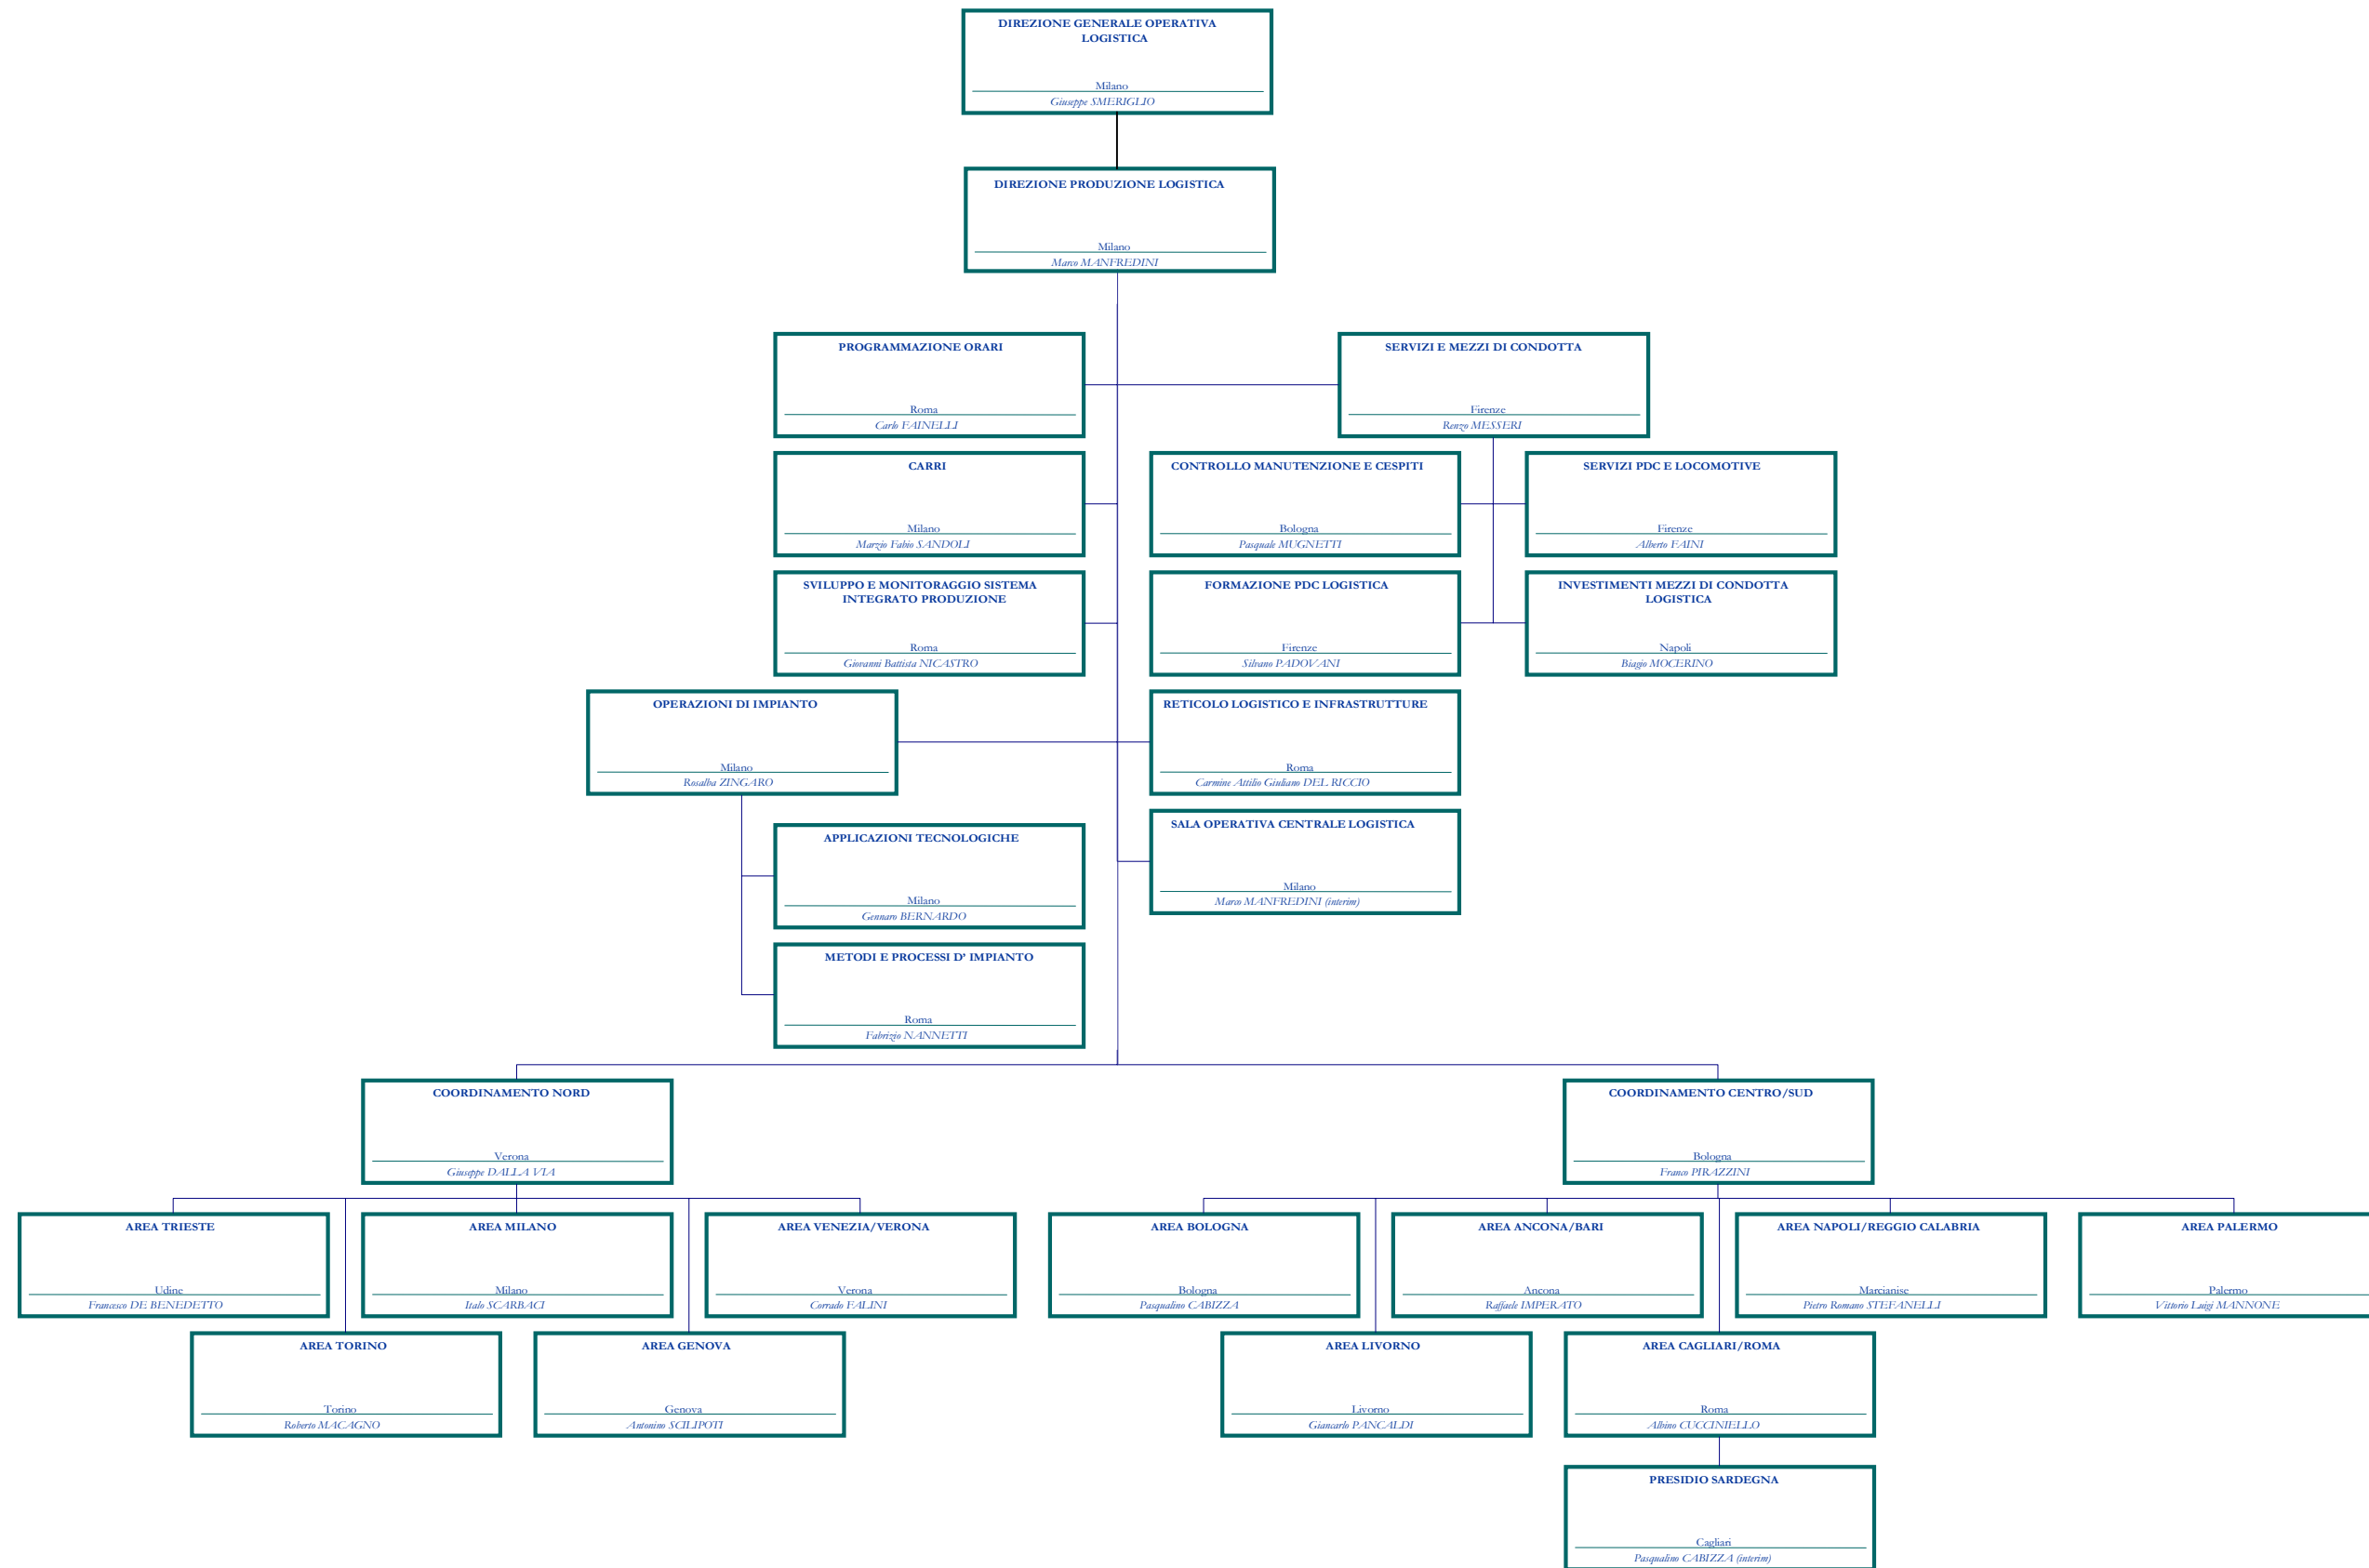 DIREZIONE GENERALE OPERATIVA
LOGISTICA
Milano
Giuseppe SMERIGLIO
DIREZIONE PRODUZIONE LOGISTICA
Milano
Marco MANFREDINI
PROGRAMMAZIONE ORARI
Roma
Carlo FAINELLI
SERVIZI E MEZZI DI CONDOTTA
Firenze
Renzo MESSERI
CARRI
Milano
Marzio Fabio SANDOLI
CONTROLLO MANUTENZIONE E CESPITI
Bologna
Pasquale MUGNETTI
SERVIZI PDC E LOCOMOTIVE
Firenze
Alberto FAINI
SVILUPPO E MONITORAGGIO SISTEMA
INTEGRATO PRODUZIONE
Roma
Giovanni Battista NICASTRO
FORMAZIONE PDC LOGISTICA
Firenze
Silvano PADOVANI
INVESTIMENTI MEZZI DI CONDOTTA
LOGISTICA
Napoli
Biagio MOCERINO
OPERAZIONI DI IMPIANTO
Milano
Rosalba ZINGARO
RETICOLO LOGISTICO E INFRASTRUTTURE
Roma
Carmine Attilio Giuliano DEL RICCIO
APPLICAZIONI TECNOLOGICHE
Milano
Gennaro BERNARDO
SALA OPERATIVA CENTRALE LOGISTICA
Milano
Marco MANFREDINI (interim)
METODI E PROCESSI D' IMPIANTO
Roma
Fabrizio NANNETTI
COORDINAMENTO NORD
Verona
Giuseppe DALLA VIA
COORDINAMENTO CENTRO/SUD
Bologna
Franco PIRAZZINI
AREA TRIESTE
Udine
Francesco DE BENEDETTO
AREA MILANO
Milano
Italo SCARBACI
AREA VENEZIA/VERONA
Verona
Corrado FALINI
AREA BOLOGNA
Bologna
Pasqualino CABIZZA
AREA ANCONA/BARI
Ancona
Raffaele IMPERATO
AREA NAPOLI/REGGIO CALABRIA
Marcianise
Pietro Romano STEFANELLI
AREA PALERMO
Palermo
Vittorio Luigi MANNONE
AREA TORINO
Torino
Roberto MACAGNO
AREA GENOVA
Genova
Antonino SCILIPOTI
AREA LIVORNO
Livorno
Giancarlo PANCALDI
AREA CAGLIARI/ROMA
Roma
Albino CUCCINIELLO
PRESIDIO SARDEGNA
Cagliari
Pasqualino CABIZZA (interim)